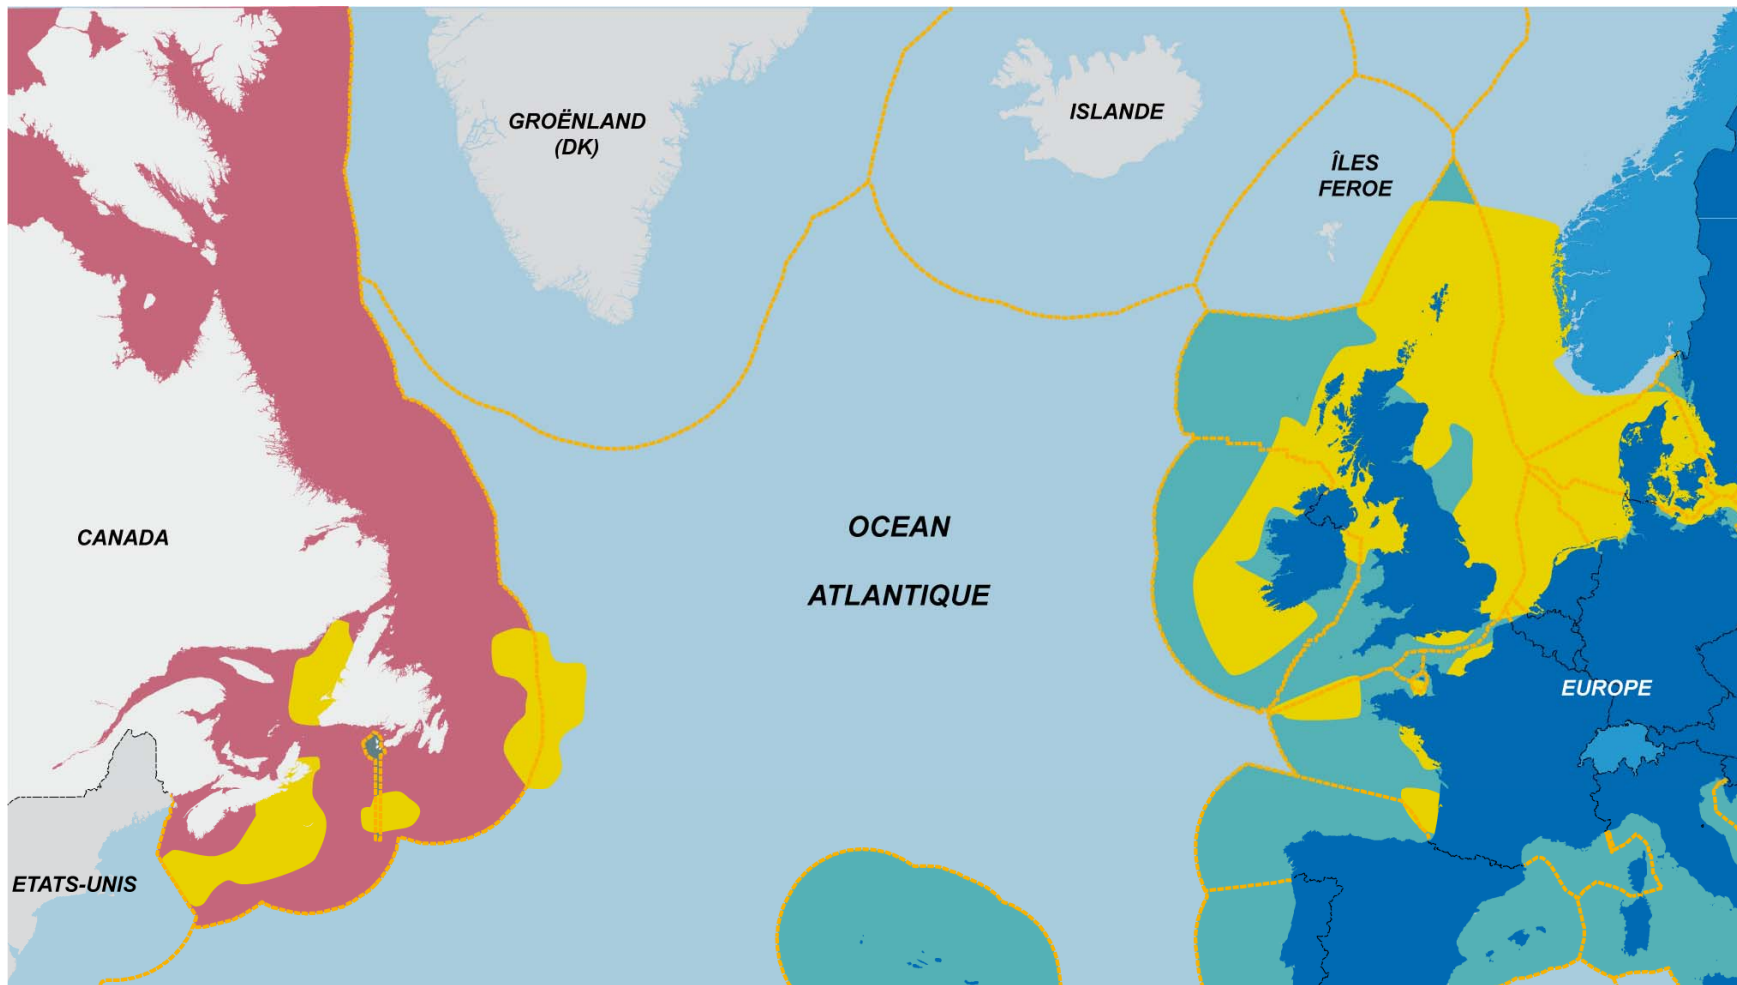 GROËNLAND
(DK)
ISLANDE
ÎLES
FEROE
CANADA
OCEAN
ATLANTIQUE
EUROPE
ETATS-UNIS